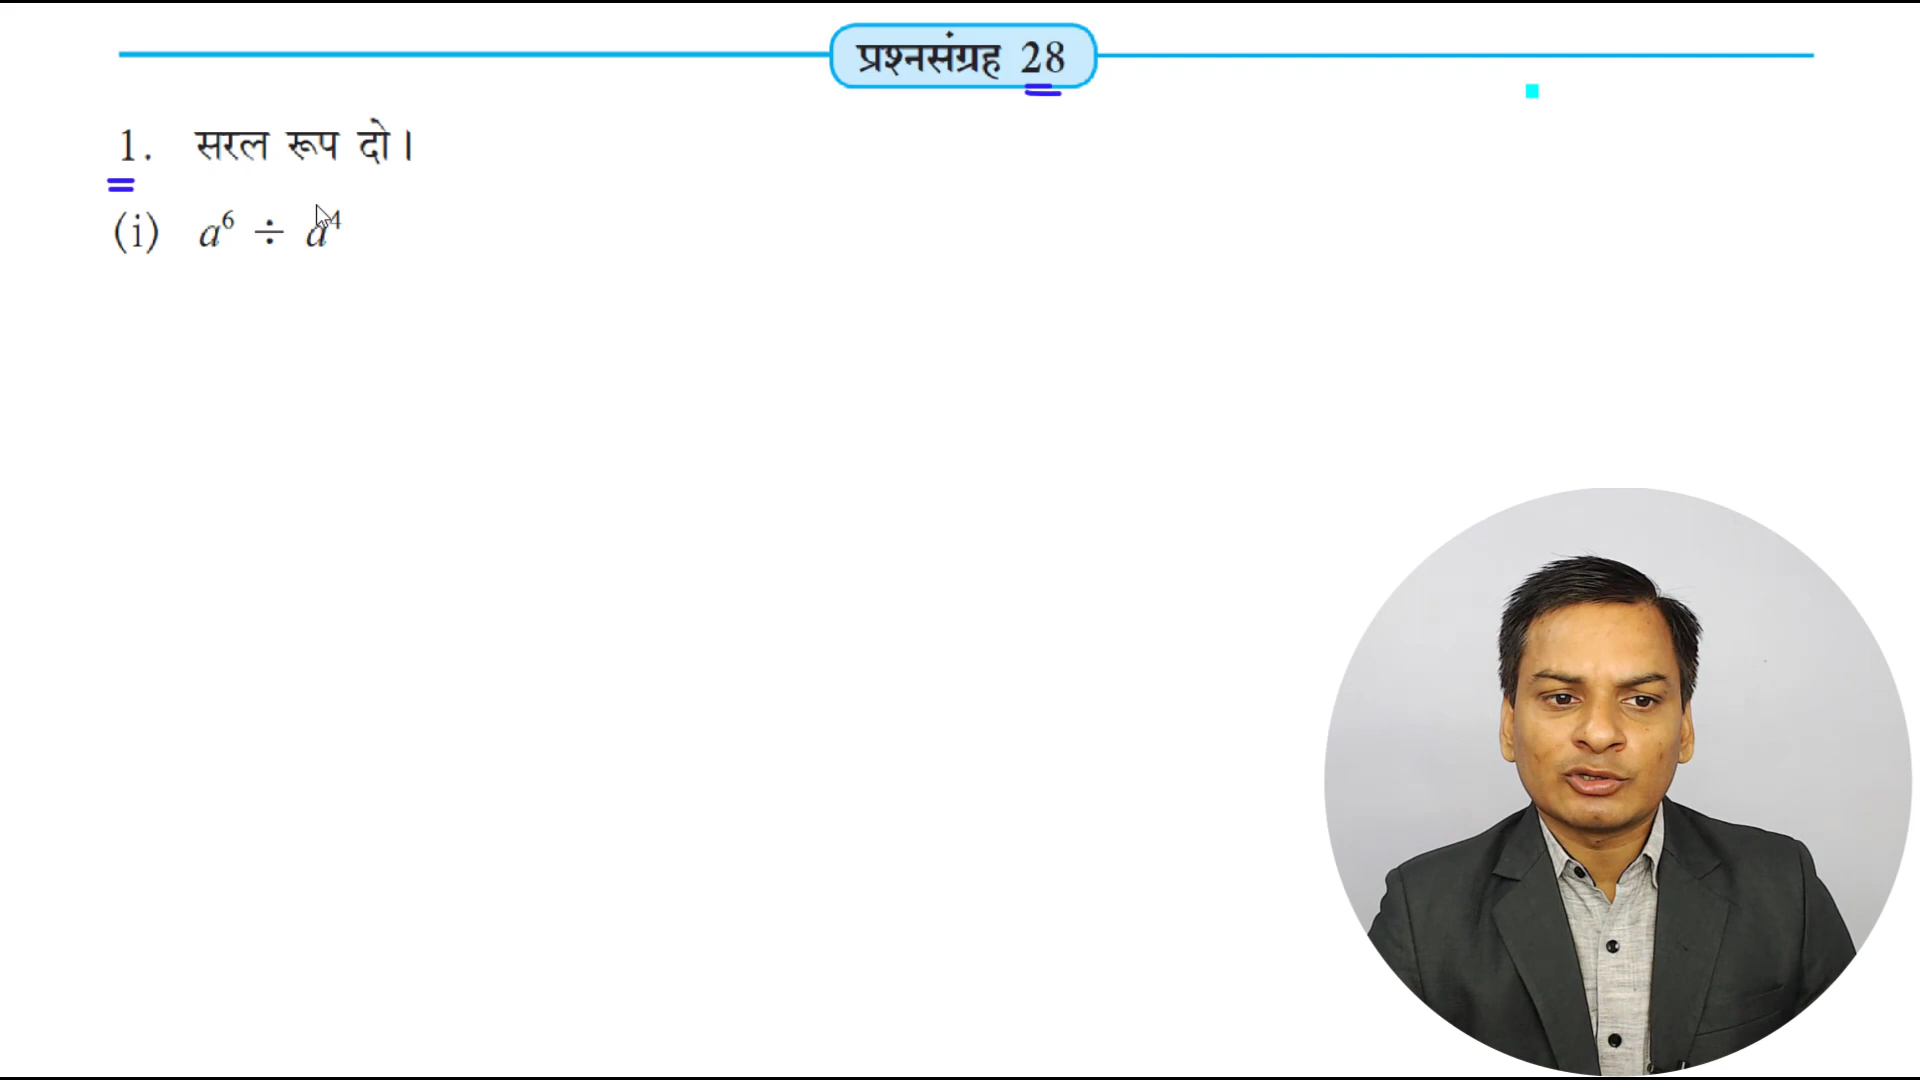 प्रश्नसंग्रह 28
1. सरल रूप दो।
(i) a⁶ ÷ a⁴